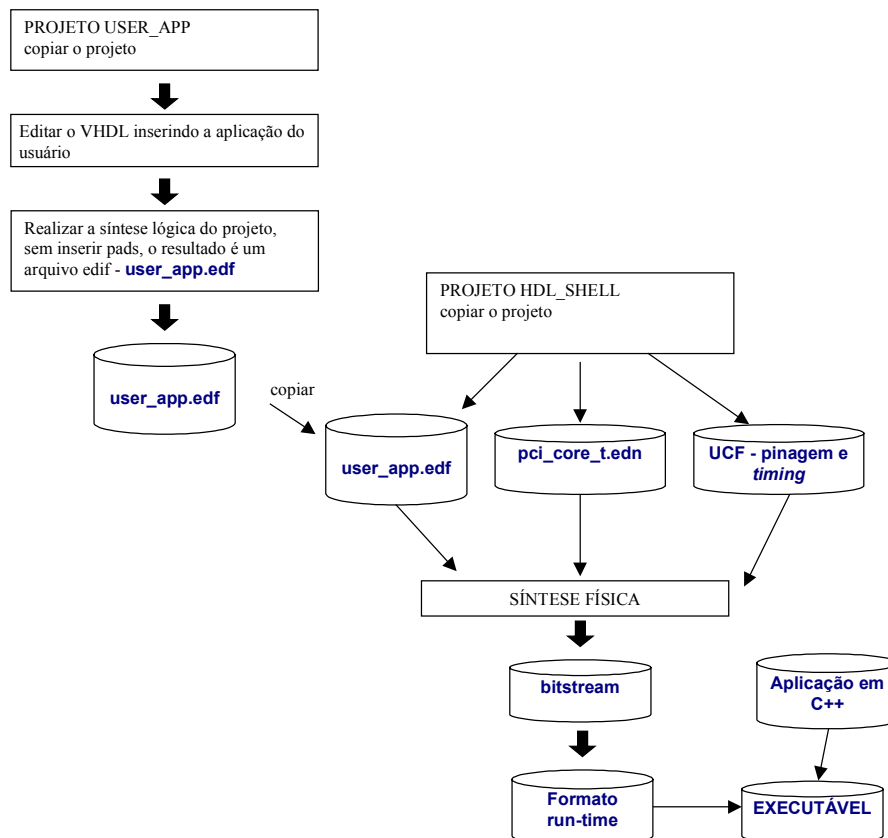 PROJETO USER_APP
copiar o projeto
Editar o VHDL inserindo a aplicação do
usuário
Realizar a síntese lógica do projeto,
sem inserir pads, o resultado é um
arquivo edif - user_app.edf
PROJETO HDL_SHELL
copiar o projeto
user_app.edf
copiar
user_app.edf
pci_core_t.edn
UCF - pinagem e
timing
SÍNTESE FÍSICA
bitstream
Aplicação em
C++
Formato
run-time
EXECUTÁVEL